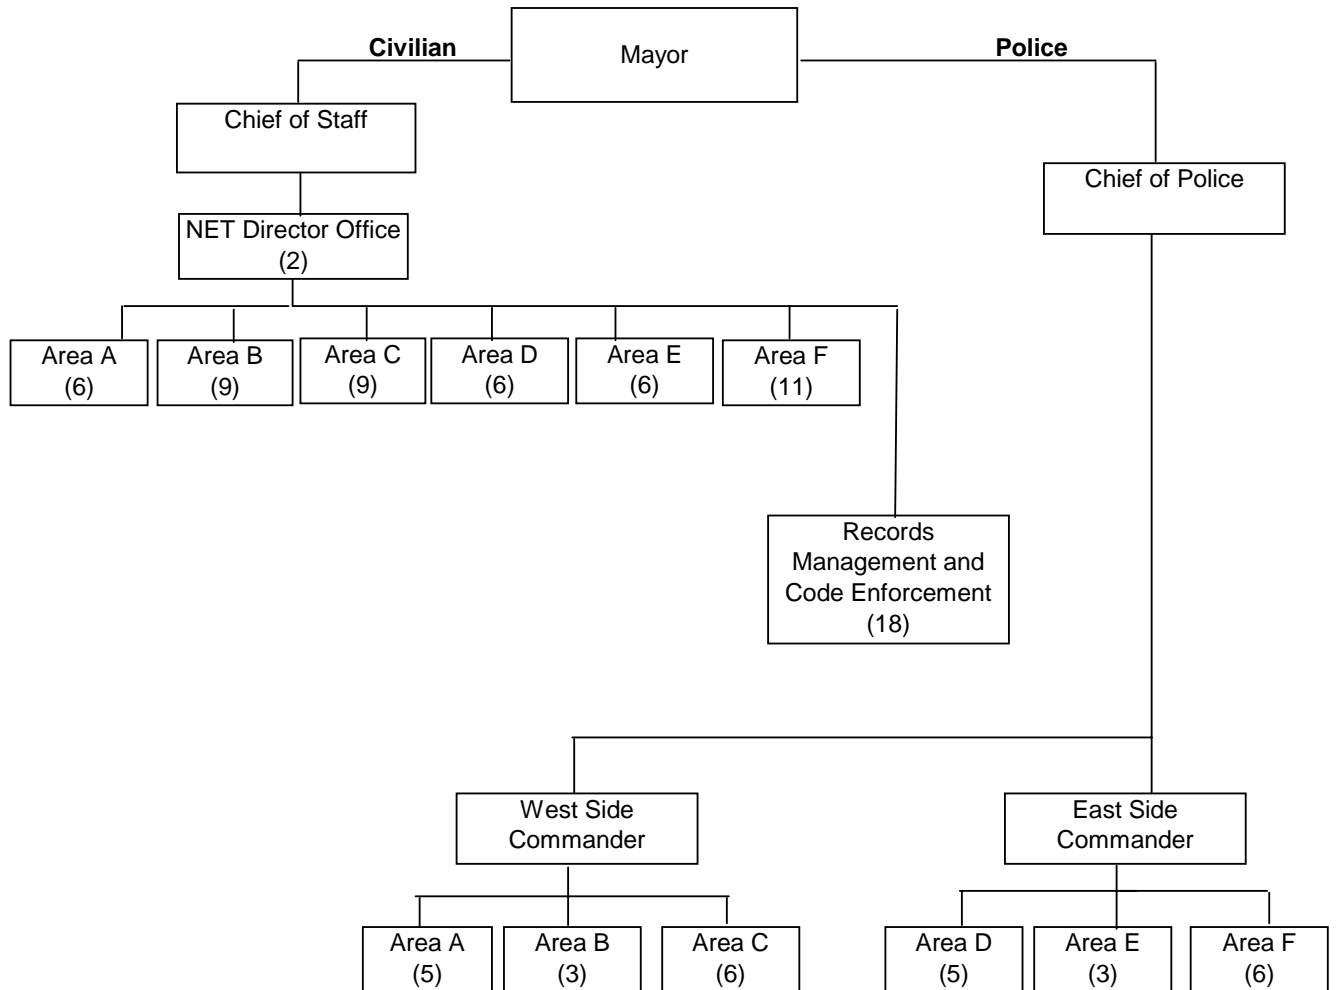 Civilian
Mayor
Police
Chief of Staff
Chief of Police
NET Director Office
(2)
Area A
(6)
Area B
(9)
Area C
(9)
Area D
(6)
Area E
(6)
Area F
(11)
Records
Management and
Code Enforcement
(18)
West Side
Commander
East Side
Commander
Area A
(5)
Area B
(3)
Area C
(6)
Area D
(5)
Area E
(3)
Area F
(6)